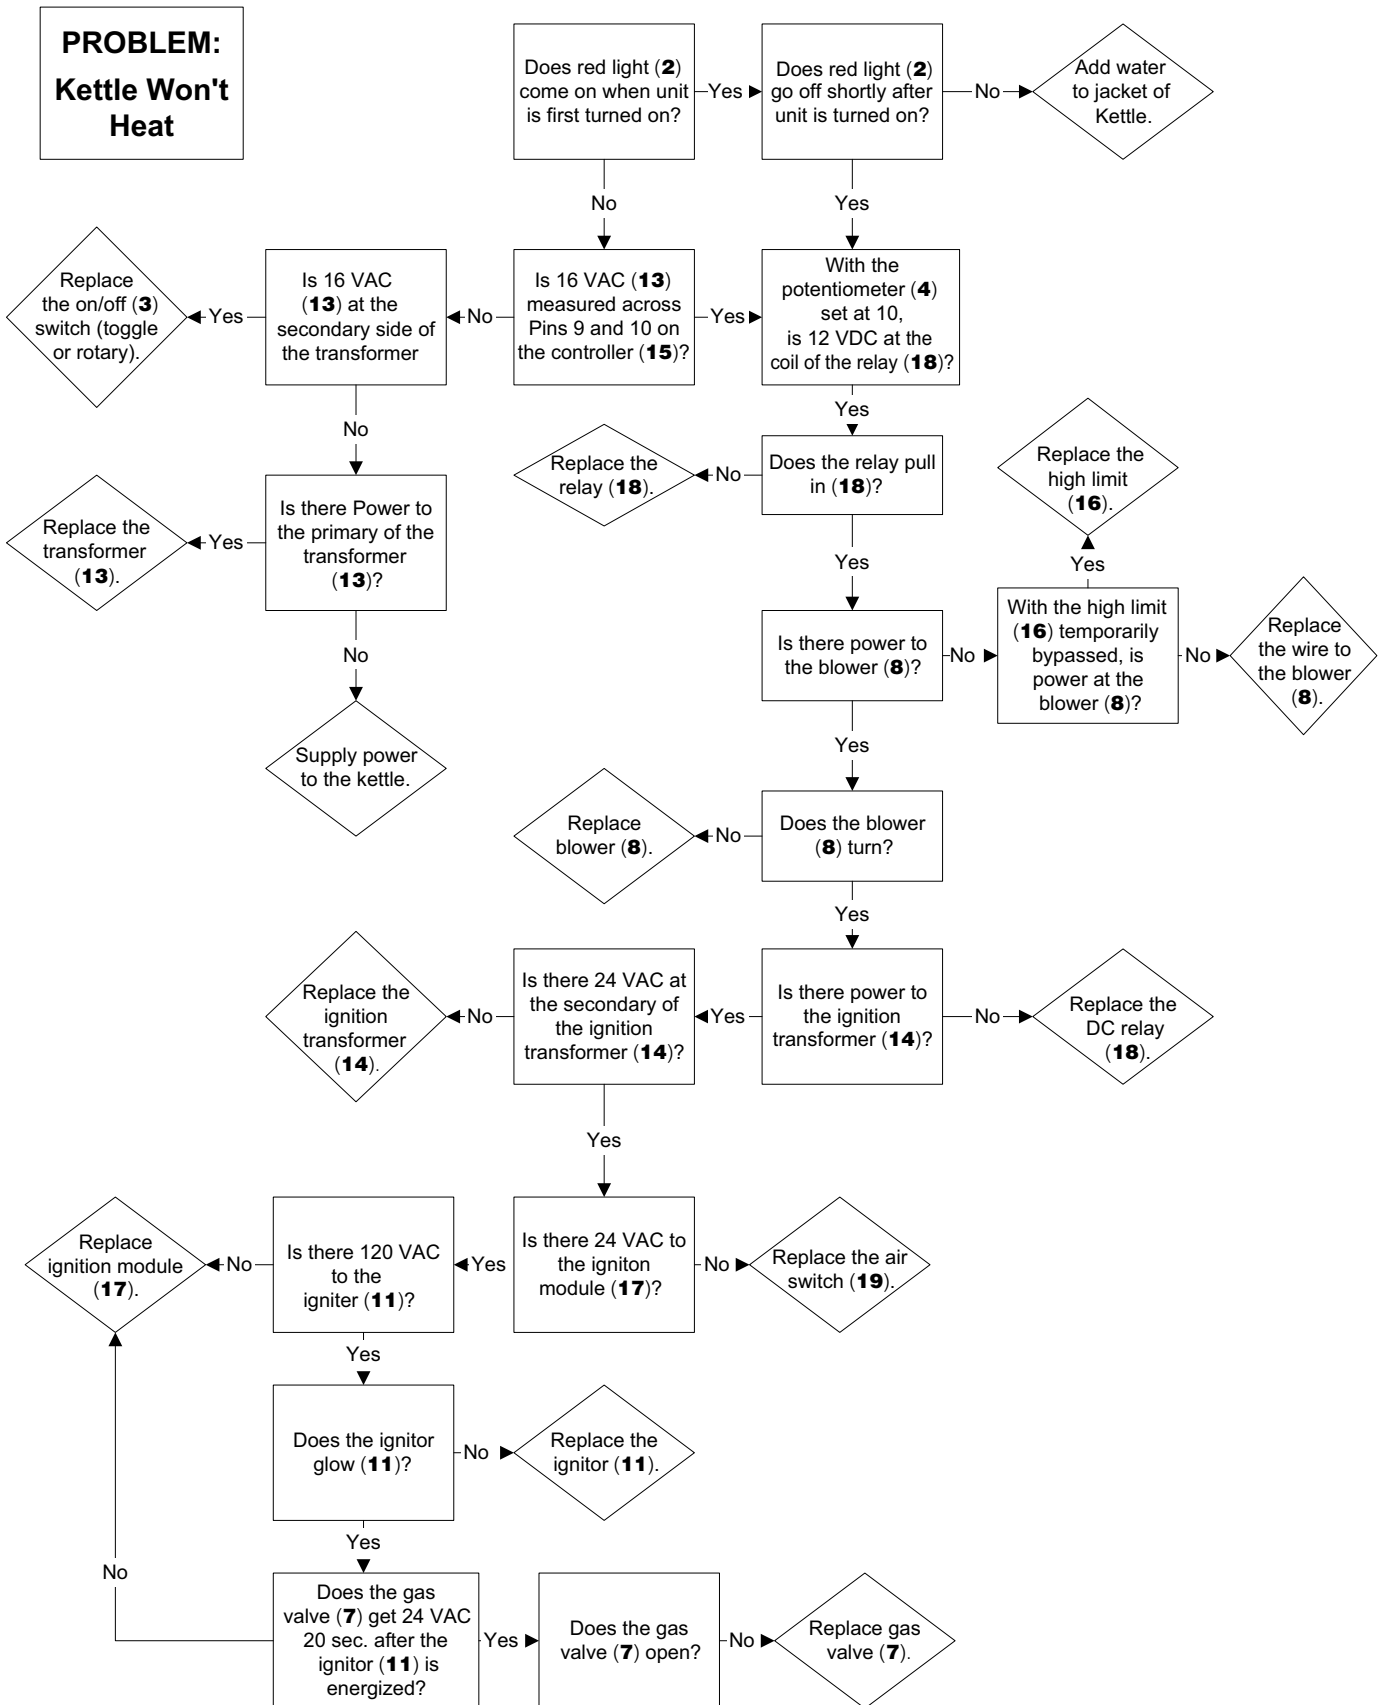 PROBLEM:
Kettle Won't
Heat
Does red light (2)
come on when unit
is first turned on?
Yes
Does red light (2)
go off shortly after
unit is turned on?
No
Add water
to jacket of
Kettle.
No
Yes
Replace
the on/off (3)
switch (toggle
or rotary).
Yes
Is 16 VAC
(13) at the
secondary side of
the transformer
No
Is 16 VAC (13)
measured across
Pins 9 and 10 on
the controller (15)?
Yes
With the
potentiometer (4)
set at 10,
is 12 VDC at the
coil of the relay (18)?
No
Yes
Replace the
relay (18).
No
Does the relay pull
in (18)?
Replace the
high limit
(16).
Replace the
transformer
(13).
Yes
Is there Power to
the primary of the
transformer
(13)?
Yes
Yes
Is there power to
the blower (8)?
No
With the high limit
(16) temporarily
bypassed, is
power at the
blower (8)?
No
Replace
the wire to
the blower
(8).
No
Yes
Supply power
to the kettle.
Replace
blower (8).
No
Does the blower
(8) turn?
Yes
Replace the
ignition
transformer
(14).
No
Is there 24 VAC at
the secondary of
the ignition
transformer (14)?
Yes
Is there power to
the ignition
transformer (14)?
No
Replace the
DC relay
(18).
Yes
Replace
ignition module
(17).
No
Is there 120 VAC
to the
igniter (11)?
Yes
Is there 24 VAC to
the igniton
module (17)?
No
Replace the air
switch (19).
Yes
Does the ignitor
glow (11)?
No
Replace the
ignitor (11).
Yes
No
Does the gas
valve (7) get 24 VAC
20 sec. after the
ignitor (11) is
energized?
Yes
Does the gas
valve (7) open?
No
Replace gas
valve (7).